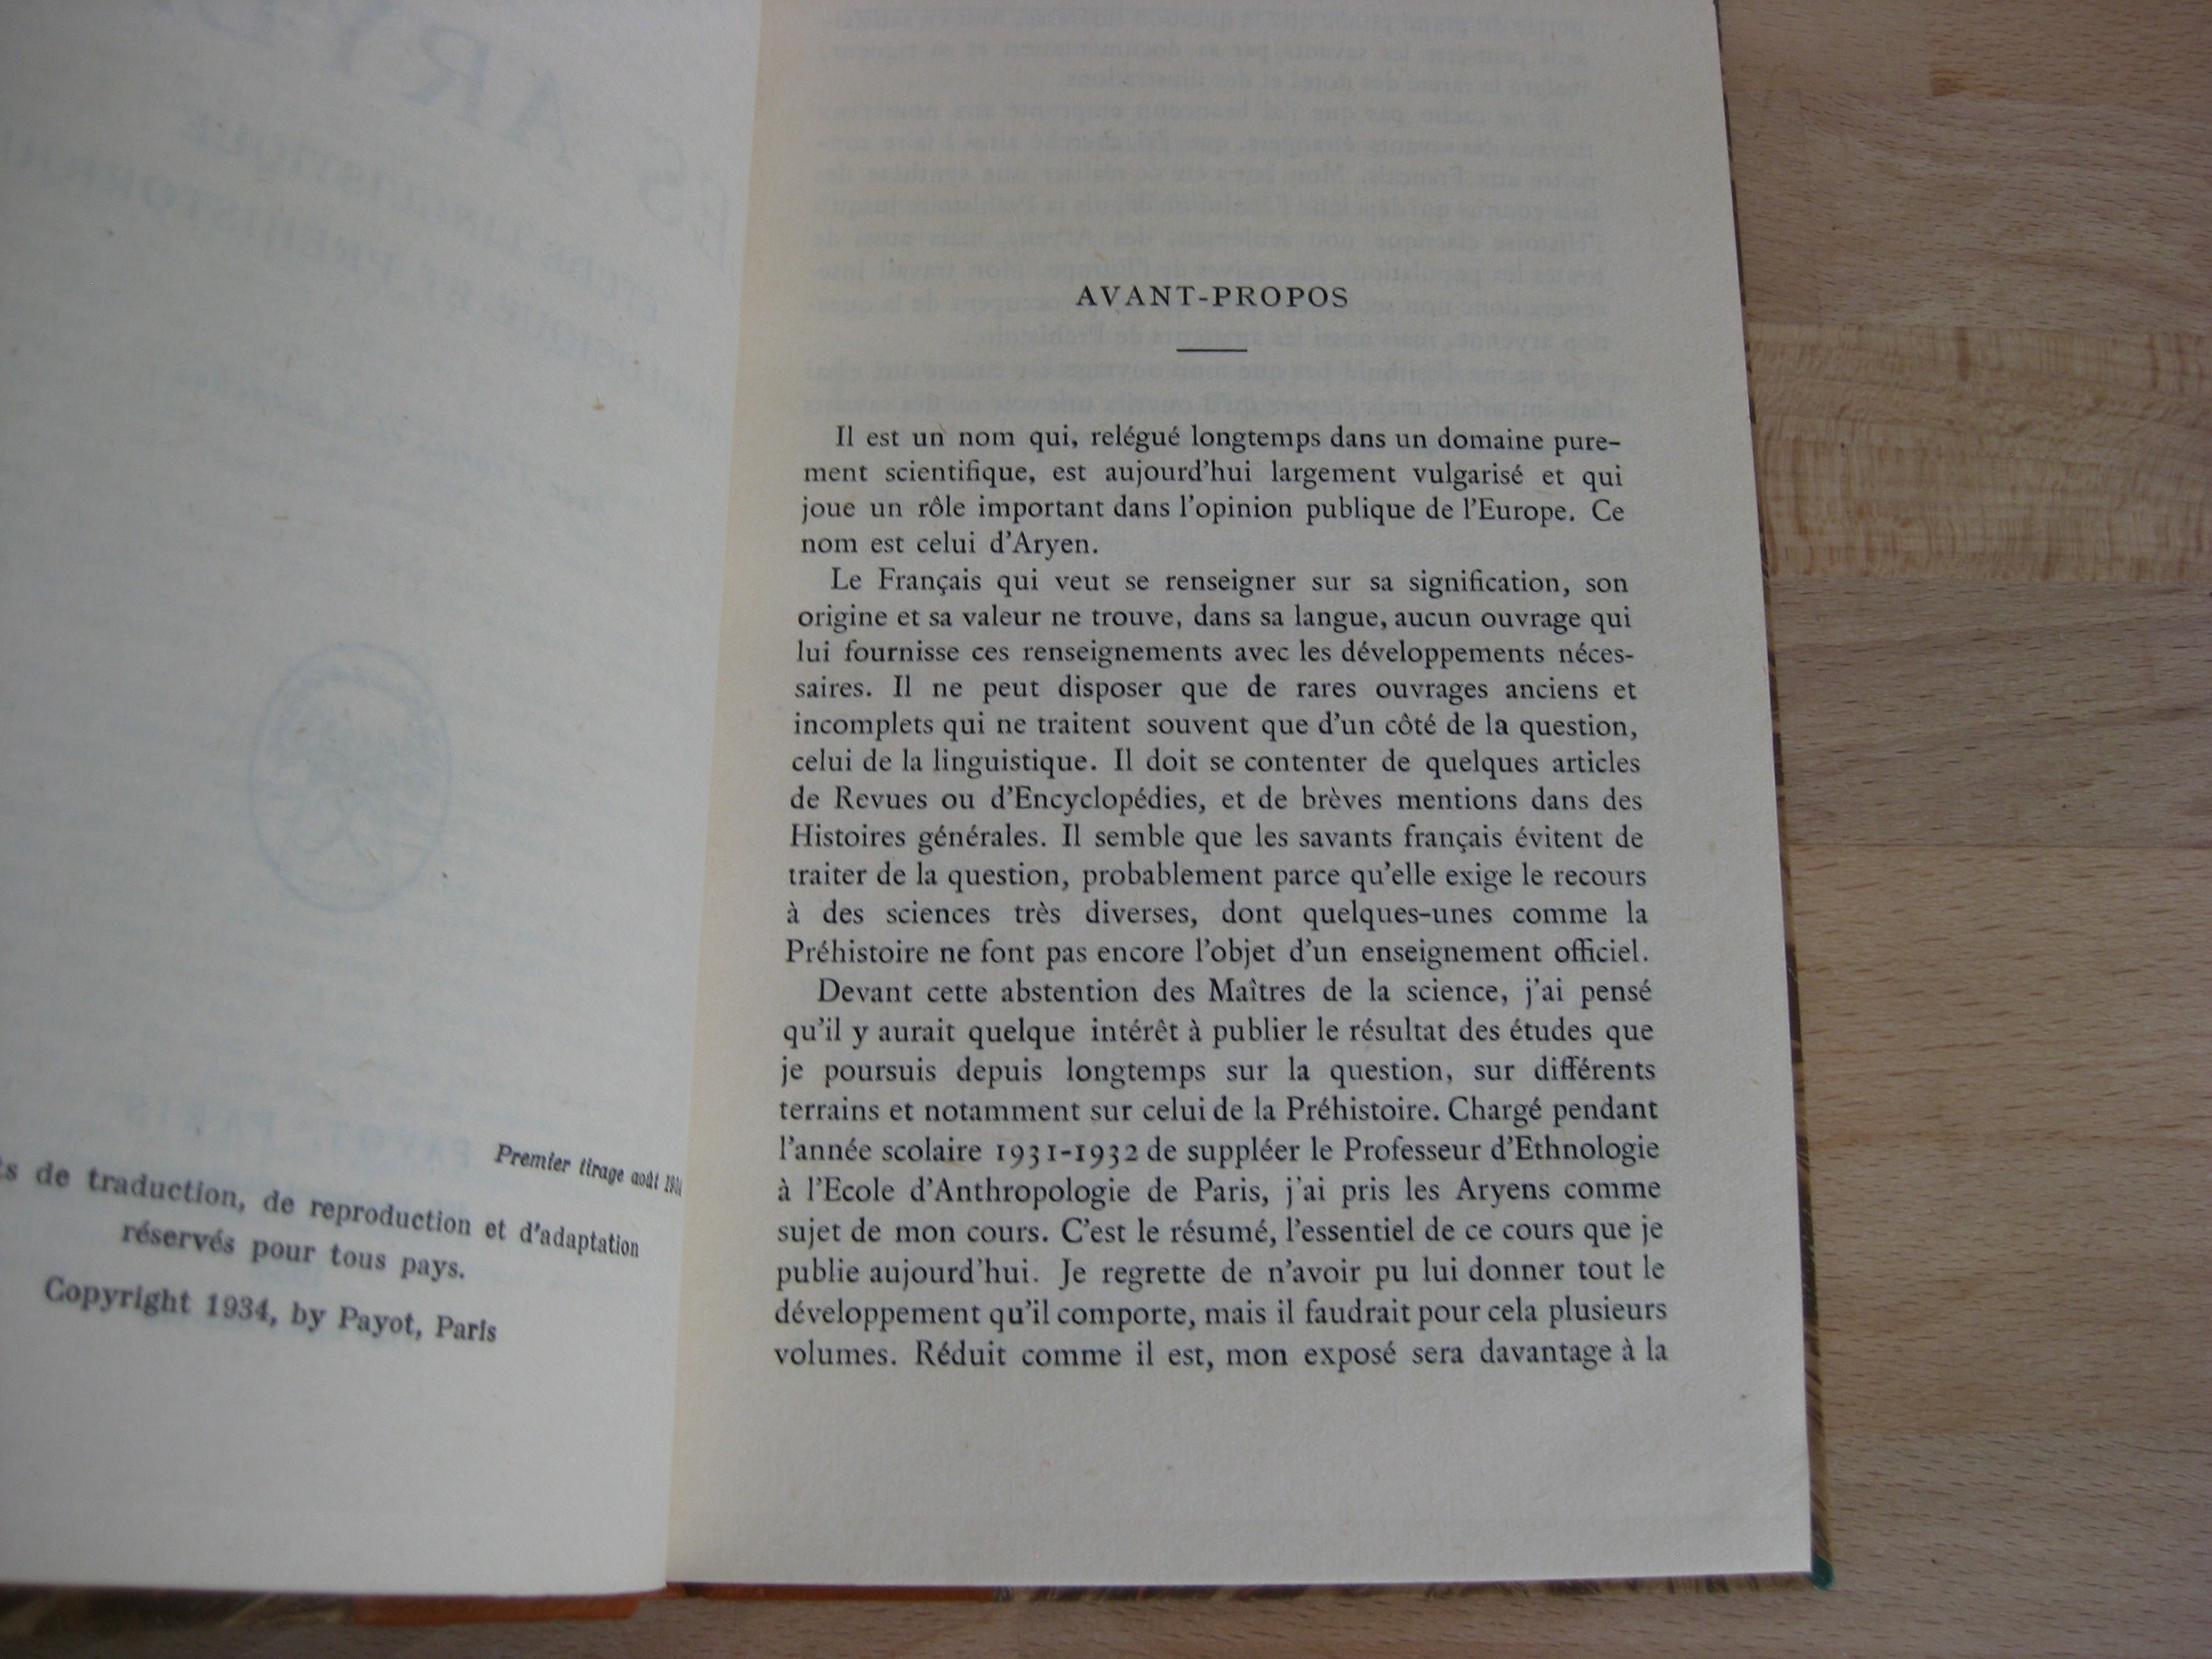 Premier tirage août
de traduction, de reproduction et d'adaptation
réservés pour tous pays.
Copyright 1934, by Payot, Paris
AVANT-PROPOS
Il est un nom qui, relégué longtemps dans un domaine pure-
ment scientifique, est aujourd'hui largement vulgarisé et qui
joue un rôle important dans l'opinion publique de l'Europe. Ce
nom est celui d'Aryen.
Le Français qui veut se renseigner sur sa signification, son
origine et sa valeur ne trouve, dans sa langue, aucun ouvrage qui
lui fournisse ces renseignements avec les développements néces-
saires. Il ne peut disposer que de rares ouvrages anciens et
incomplets qui ne traitent souvent que d'un côté de la question,
celui de la linguistique. Il doit se contenter de quelques articles
de Revues ou d'Encyclopédies, et de brèves mentions dans des
Histoires générales. Il semble que les savants français évitent de
traiter de la question, probablement parce qu'elle exige le recours
à des sciences très diverses, dont quelques-unes comme la
Préhistoire ne font pas encore l'objet d'un enseignement officiel.
Devant cette abstention des Maîtres de la science, j'ai pensé
qu'il y aurait quelque intérêt à publier le résultat des études que
je poursuis depuis longtemps sur la question, sur différents
terrains et notamment sur celui de la Préhistoire. Chargé pendant
l'année scolaire 1931-1932 de suppléer le Professeur d'Ethnologie
à l'Ecole d'Anthropologie de Paris, j'ai pris les Aryens comme
sujet de mon cours. C'est le résumé, l'essentiel de ce cours que je
publie aujourd'hui. Je regrette de n'avoir pu lui donner tout le
développement qu'il comporte, mais il faudrait pour cela plusieurs
volumes. Réduit comme il est, mon exposé sera davantage à la